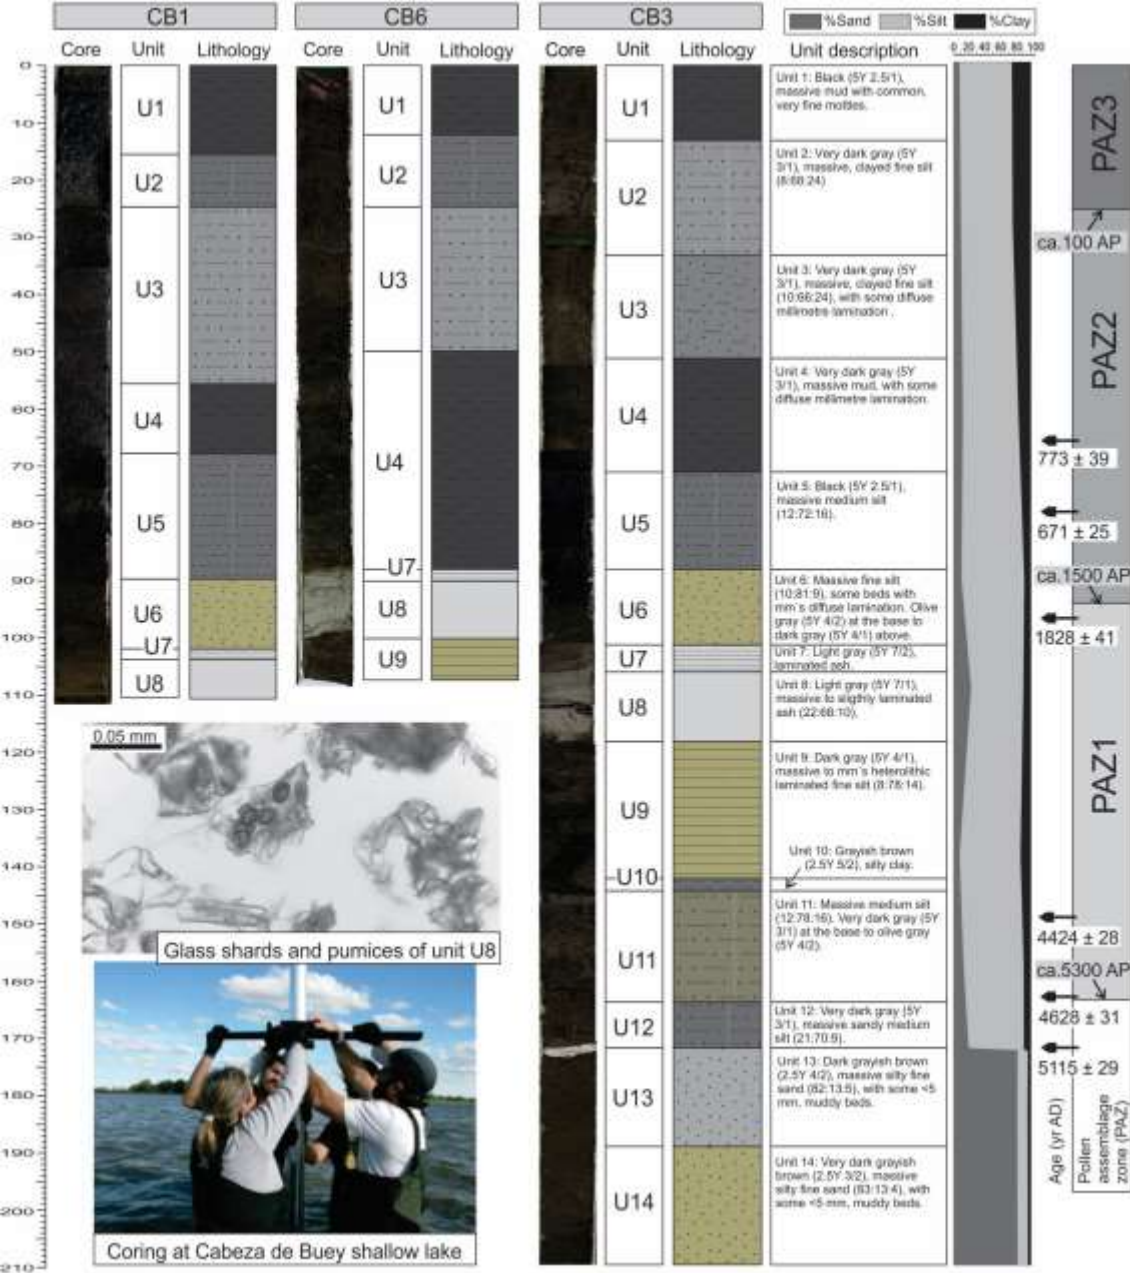 CB1
CB6
CB3
%Sand %Silt %Clay
Core Unit Lithology
Core Unit Lithology
Core Unit Lithology Unit description
0 20 40 60 80 100
0
10
20
30
40
50
60
70
80
90
100
110
120
130
140
150
160
170
180
190
200
210
U1
U2
U3
U4
U5
U6
U7
U8
U1
U2
U3
U4
U7
U8
U9
U1
U2
U3
U4
U5
U6
U7
U8
U9
U10
U11
U12
U13
U14
Unit 1: Black (5Y 2.5/1),
massive mud with common,
very fine mottles.
Unit 2: Very dark gray (5Y
3/1), massive, clayed fine silt
(8:68:24)
Unit 3: Very dark gray (5Y
3/1), massive, clayed fine silt
(10:66:24), with some diffuse
millimetre lamination .
Unit 4: Very dark gray (5Y
3/1), massive mud, with some
diffuse millimetre lamination.
Unit 5: Black (5Y 2.5/1),
massive medium silt
(12:72:16).
Unit 6: Massive fine silt
(10:81:9), some beds with
mm´s diffuse lamination. Olive
gray (5Y 4/2) at the base to
dark gray (5Y 4/1) above.
Unit 7: Light gray (5Y 7/2),
laminated ash.
Unit 8: Light gray (5Y 7/1),
massive to sligthly laminated
ash (22:68:10).
Unit 9: Dark gray (5Y 4/1),
massive to mm´s heterolithic
laminated fine silt (8:78:14).
Unit 10: Grayish brown
(2.5Y 5/2), silty clay.
Unit 11: Massive medium silt
(12:78:16). Very dark gray (5Y
3/1) at the base to olive gray
(5Y 4/2).
Unit 12: Very dark gray (5Y
3/1), massive sandy medium
silt (21:70:9).
Unit 13: Dark grayish brown
(2.5Y 4/2), massive silty fine
sand (82:13:5), with some <5
mm, muddy beds.
Unit 14: Very dark grayish
brown (2.5Y 3/2), massive
silty fine sand (83:13:4), with
some <5 mm, muddy beds.
PAZ3
ca.100 AP
PAZ2
773 ± 39
671 ± 25
ca.1500 AP
1828 ± 41
PAZ1
4424 ± 28
ca.5300 AP
4628 ± 31
5115 ± 29
Age (yr AD)
Pollen
assemblage
zone (PAZ)
0.05 mm
Glass shards and pumices of unit U8
Coring at Cabeza de Buey shallow lake